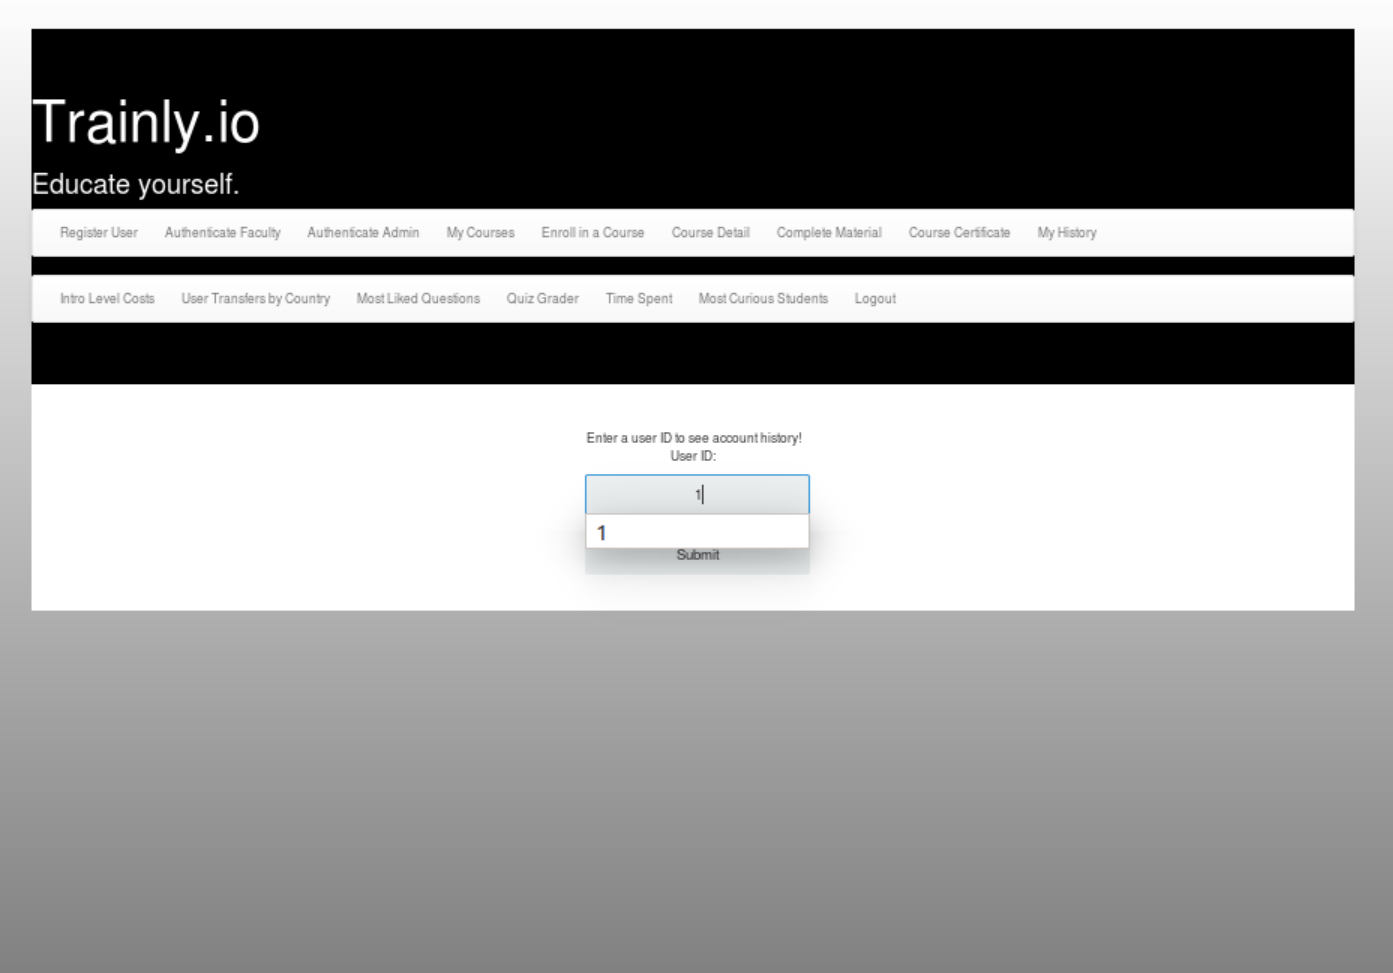 Trainly.io
Educate yourself.
Register User Authenticate Faculty Authenticate Admin My Courses Enroll in a Course Course Detail Complete Material Course Certificate My History
Intro Level Costs User Transfers by Country Most Liked Questions Quiz Grader Time Spent Most Curious Students Logout
Enter a user ID to see account history!
User ID:
1
1
Submit